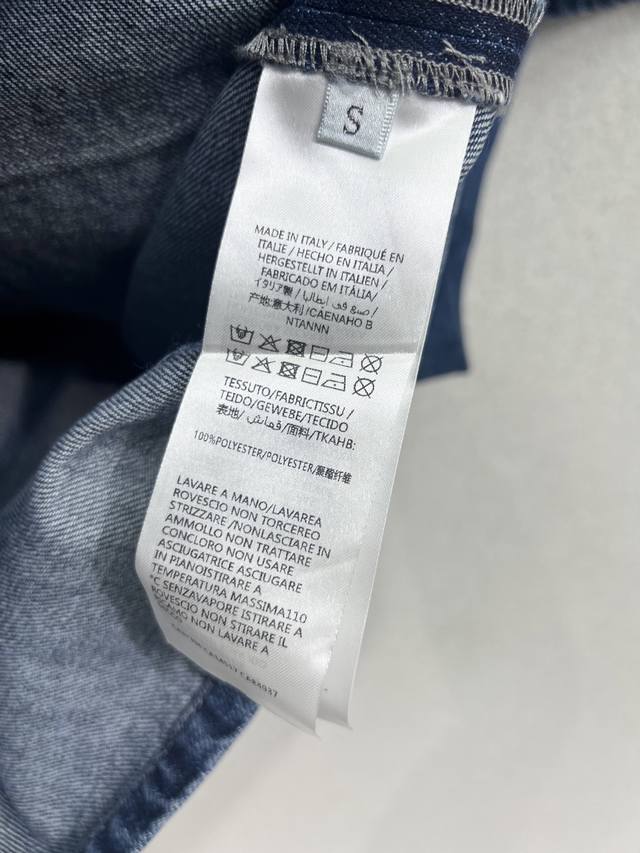 S
MADE IN ITALY / FABRIQUÉ EN
ITALIE / HECHO EN ITALIA /
HERGESTELLT IN ITALIEN /
FABRICADO EM ITÁLIA/
イタリア製 / صنع في إيطاليا /
产地:意大利 /CAENAHO B
NTANNN
TESSUTO/FABRICTISSU /
TEIDO/GEWEBE/TECIDO
表地/ قماش /面料/TKAHB:
100%POLYESTER/POLYESTER/聚酯纤维
LAVARE A MANO/LAVAREA
ROVESCIO NON TORCEREO
STRIZZARE /NONLASCIARE IN
AMMOLLO NON TRATTARE
CONCLORO NON USARE
ASCIUGATRICE ASCIUGARE
IN PIANOISTIRARE A
TEMPERATURA MASSIMA110
°C SENZAVAPORE ISTIRARE A
ROVESCIO NON STIRARE IL
RICAMO NON LAVARE A
CA84037